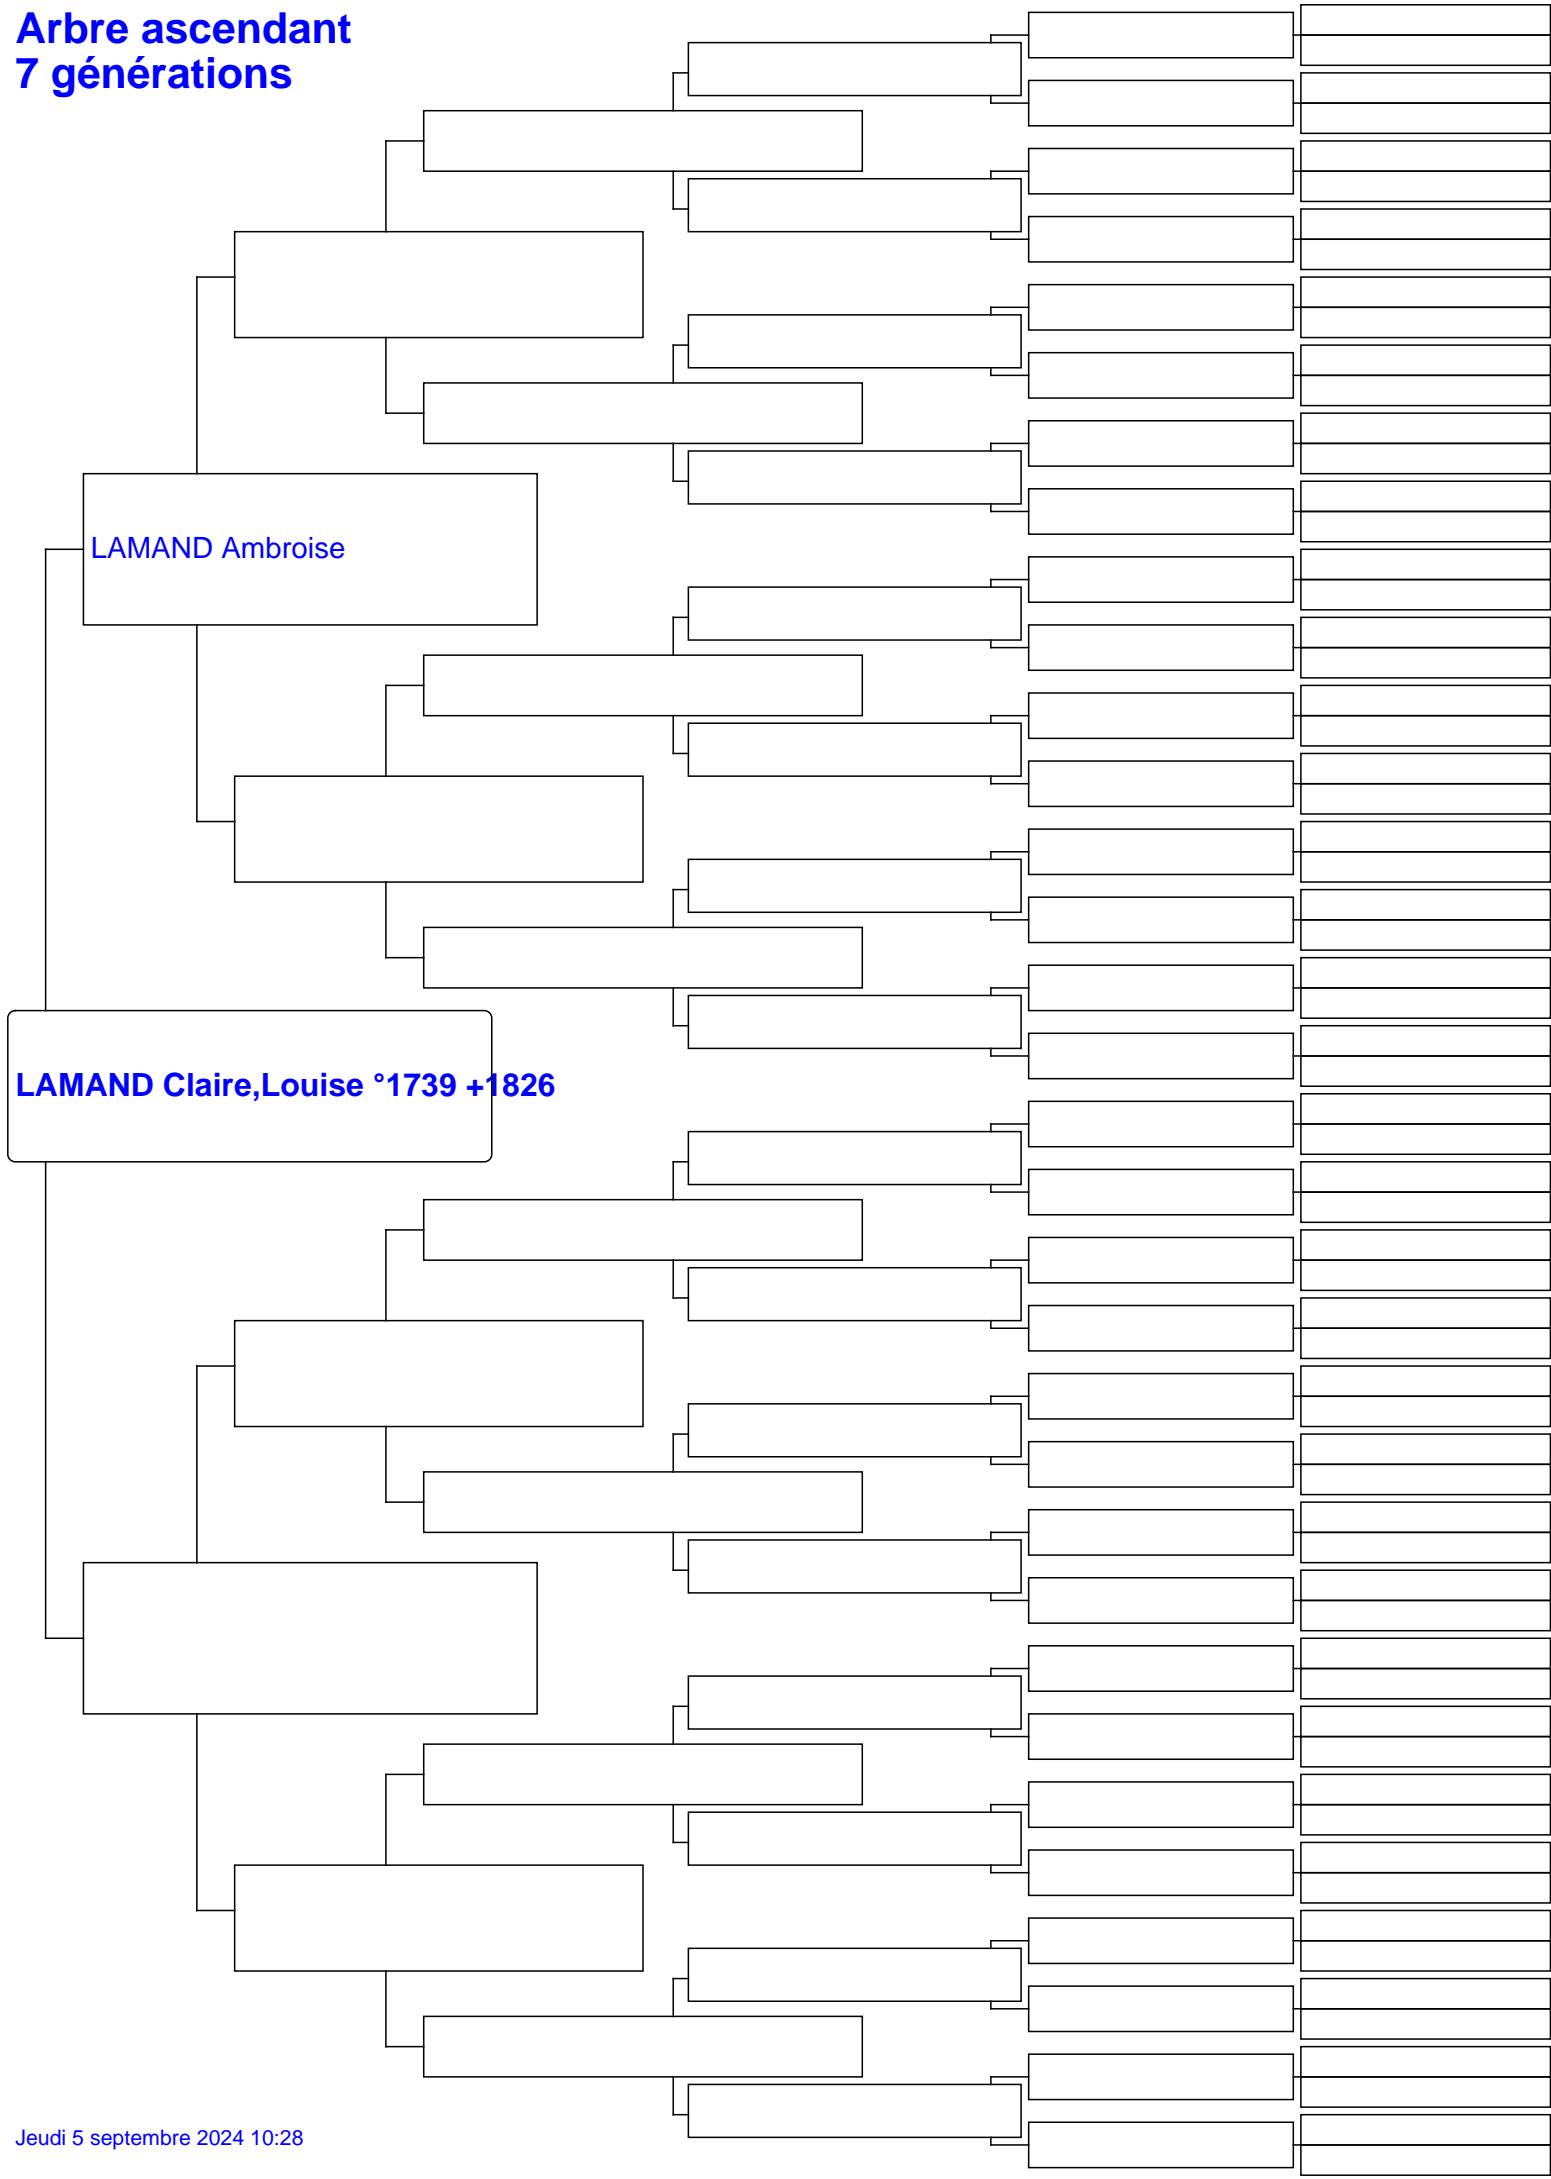 Arbre ascendant
7 générations
LAMAND Ambroise
LAMAND Claire,Louise °1739 +1826
Jeudi 5 septembre 2024 10:28